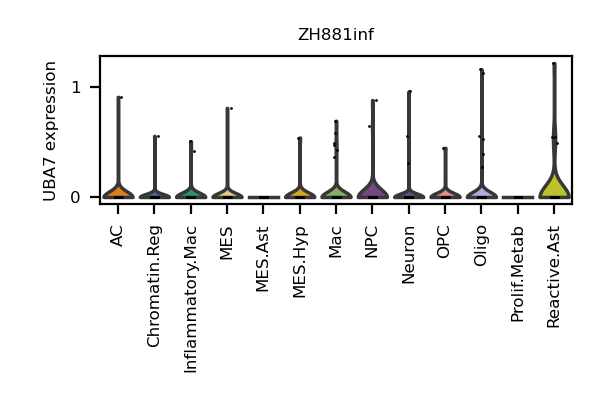 ZH881inf
UBA7 expression
1
0
AC
Chromatin.Reg
Inflammatory.Mac
MES
MES.Ast
MES.Hyp
Mac
NPC
Neuron
OPC
Oligo
Prolif.Metab
Reactive.Ast